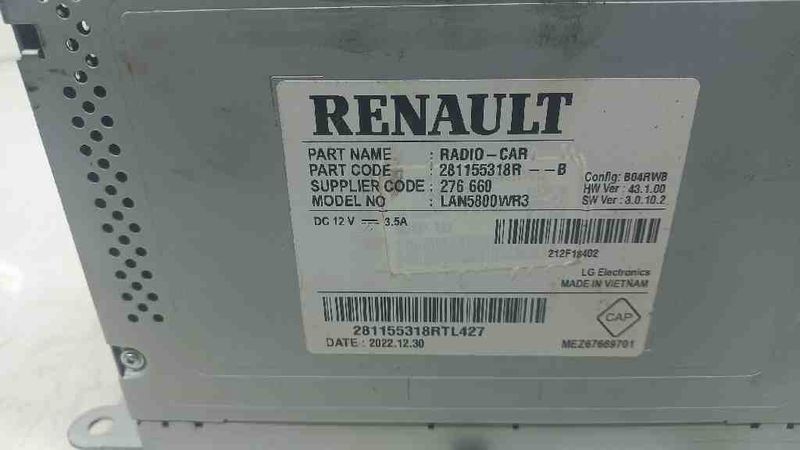 RENAULT
PART NAME : RADIO-CAR
PART CODE : 281155318R --B
SUPPLIER CODE : 276 660
MODEL NO : LAN5800WR3
Config: B04RWB
HW Ver : 43.1.00
SW Ver : 3.0.10.2
DC 12 V 3.5A
212F18402
LG Electronics
MADE IN VIETNAM
281155318RTL427
DATE : 2022.12.30
CAP
MEZ67669701